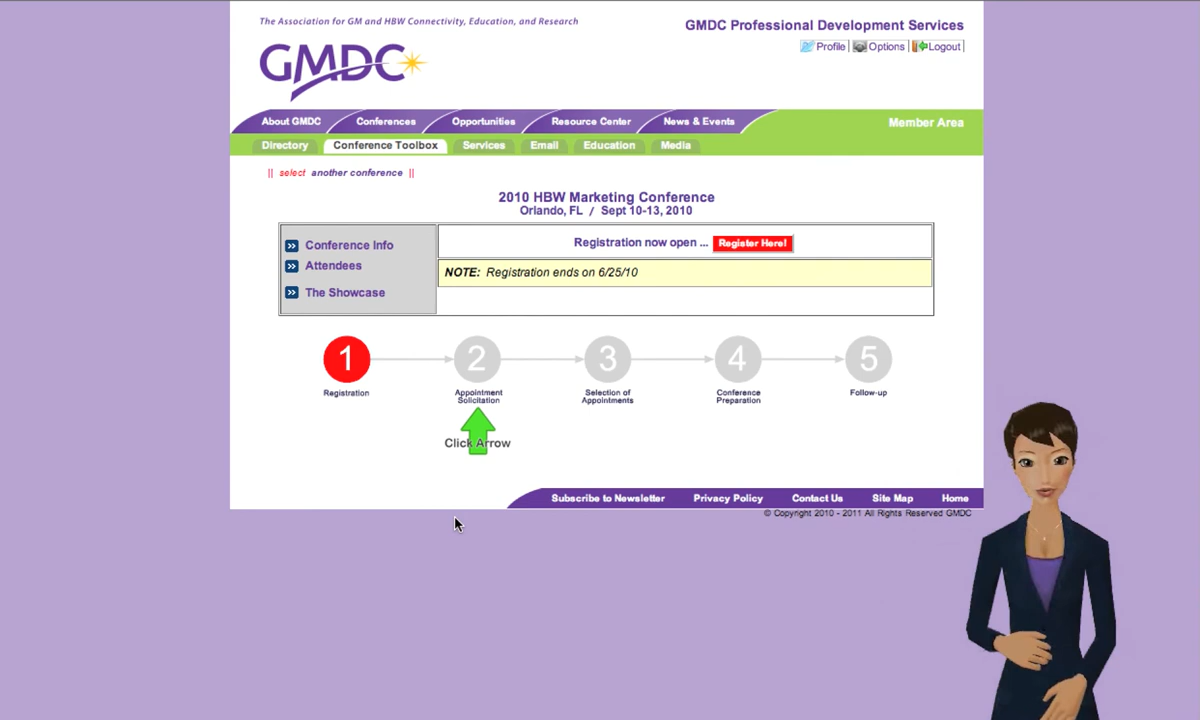 The Association for GM and HBW Connectivity, Education, and Research
GMDC Professional Development Services
Profile Options Logout
GMDC
About GMDC Conferences Opportunities Resource Center News & Events
Member Area
Directory Conference Toolbox Services Email Education Media
|| select another conference ||
2010 HBW Marketing Conference
Orlando, FL / Sept 10-13, 2010
Conference Info
Attendees
The Showcase
Registration now open ... Register Here!
NOTE: Registration ends on 6/25/10
1 2 3 4 5
Registration
Appointment
Solicitation
Selection of
Appointments
Conference
Preparation
Follow-up
Click Arrow
Subscribe to Newsletter Privacy Policy Contact Us Site Map Home
© Copyright 2010 - 2011 All Rights Reserved GMDC